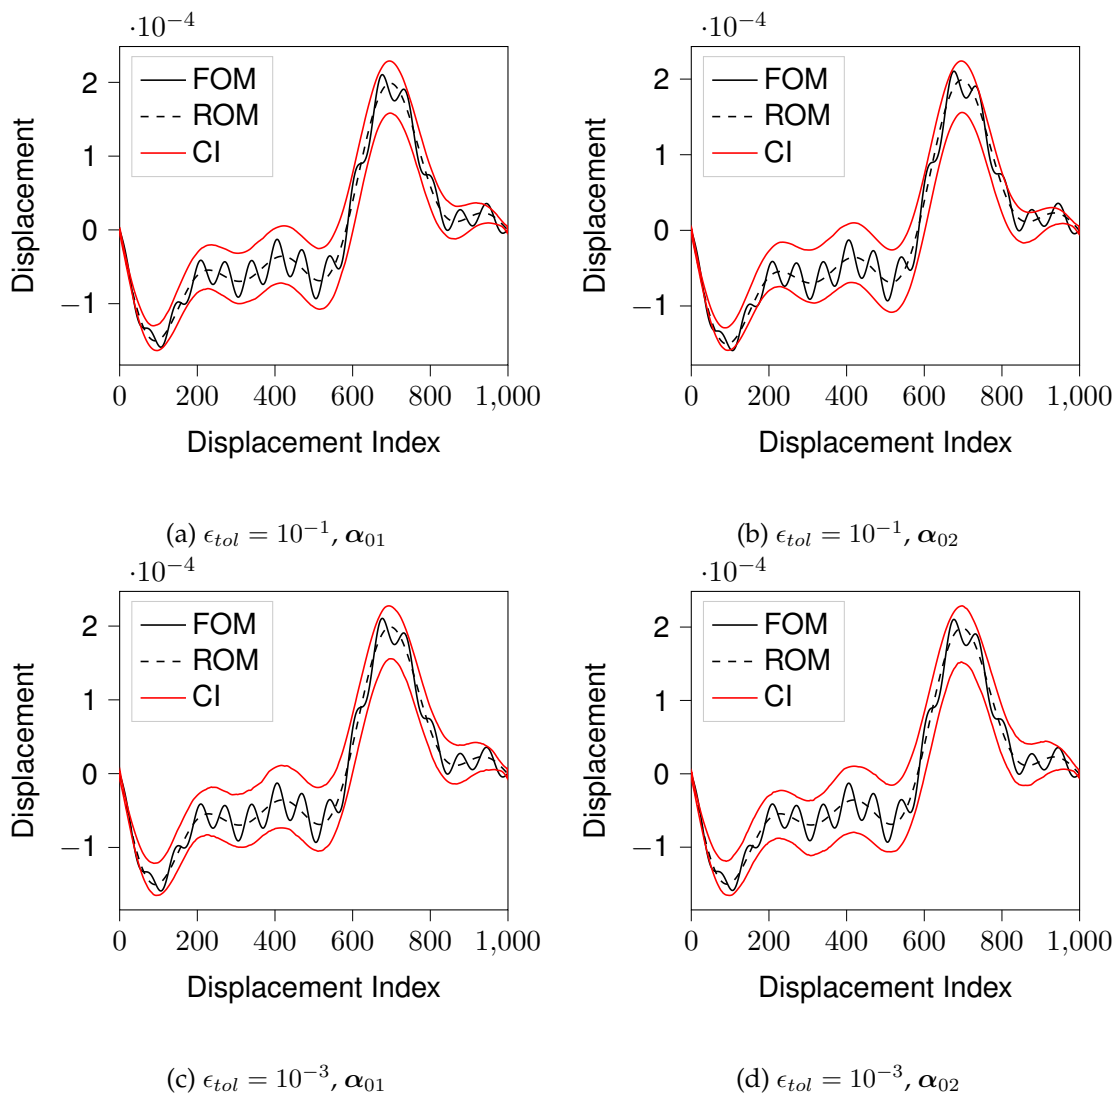 ·10⁻⁴ ·10⁻⁴
FOM
ROM
CI
FOM
ROM
CI
2
1
0
−1
2
1
0
−1
Displacement
Displacement
0 200 400 600 800 1,000
0 200 400 600 800 1,000
Displacement Index
Displacement Index
(a) ϵ_tol = 10⁻¹, α₀₁
(b) ϵ_tol = 10⁻¹, α₀₂
·10⁻⁴ ·10⁻⁴
FOM
ROM
CI
FOM
ROM
CI
2
1
0
−1
2
1
0
−1
Displacement
Displacement
0 200 400 600 800 1,000
0 200 400 600 800 1,000
Displacement Index
Displacement Index
(c) ϵ_tol = 10⁻³, α₀₁
(d) ϵ_tol = 10⁻³, α₀₂